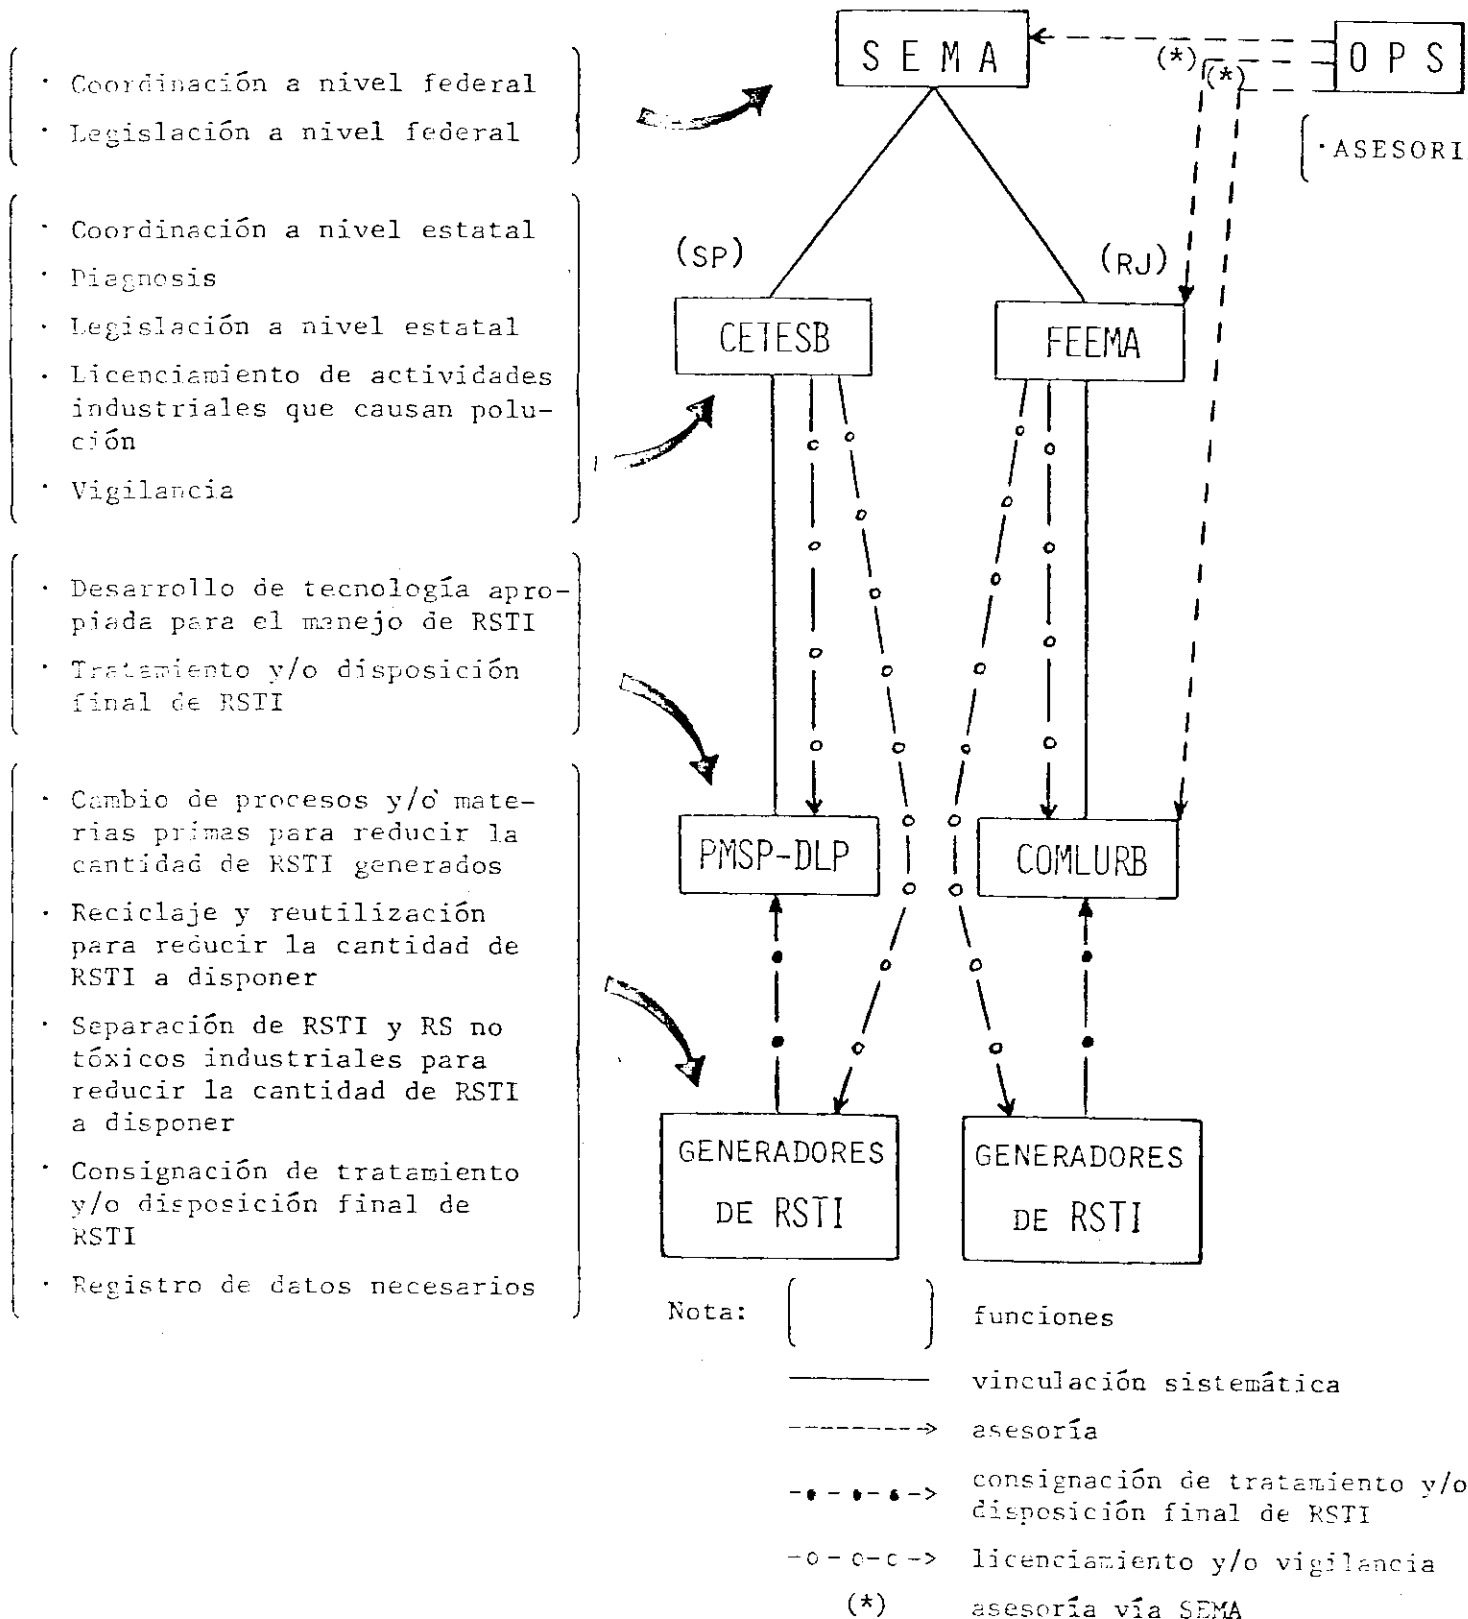 S E M A
O P S
(*)
(*)
· ASESORI
· Coordinación a nivel federal
· Legislación a nivel federal
· Coordinación a nivel estatal
· Diagnosis
· Legislación a nivel estatal
· Licenciamiento de actividades
industriales que causan polu-
ción
· Vigilancia
(SP)
(RJ)
CETESB
FEEMA
· Desarrollo de tecnología apro-
piada para el manejo de RSTI
· Tratamiento y/o disposición
final de RSTI
· Cambio de procesos y/o mate-
rias primas para reducir la
cantidad de RSTI generados
· Reciclaje y reutilización
para reducir la cantidad de
RSTI a disponer
· Separación de RSTI y RS no
tóxicos industriales para
reducir la cantidad de RSTI
a disponer
· Consignación de tratamiento
y/o disposición final de
RSTI
· Registro de datos necesarios
PMSP-DLP
COMLURB
GENERADORES
DE RSTI
GENERADORES
DE RSTI
Nota:
funciones
vinculación sistemática
asesoría
consignación de tratamiento y/o
disposición final de RSTI
licenciamiento y/o vigilancia
(*) asesoría vía SEMA